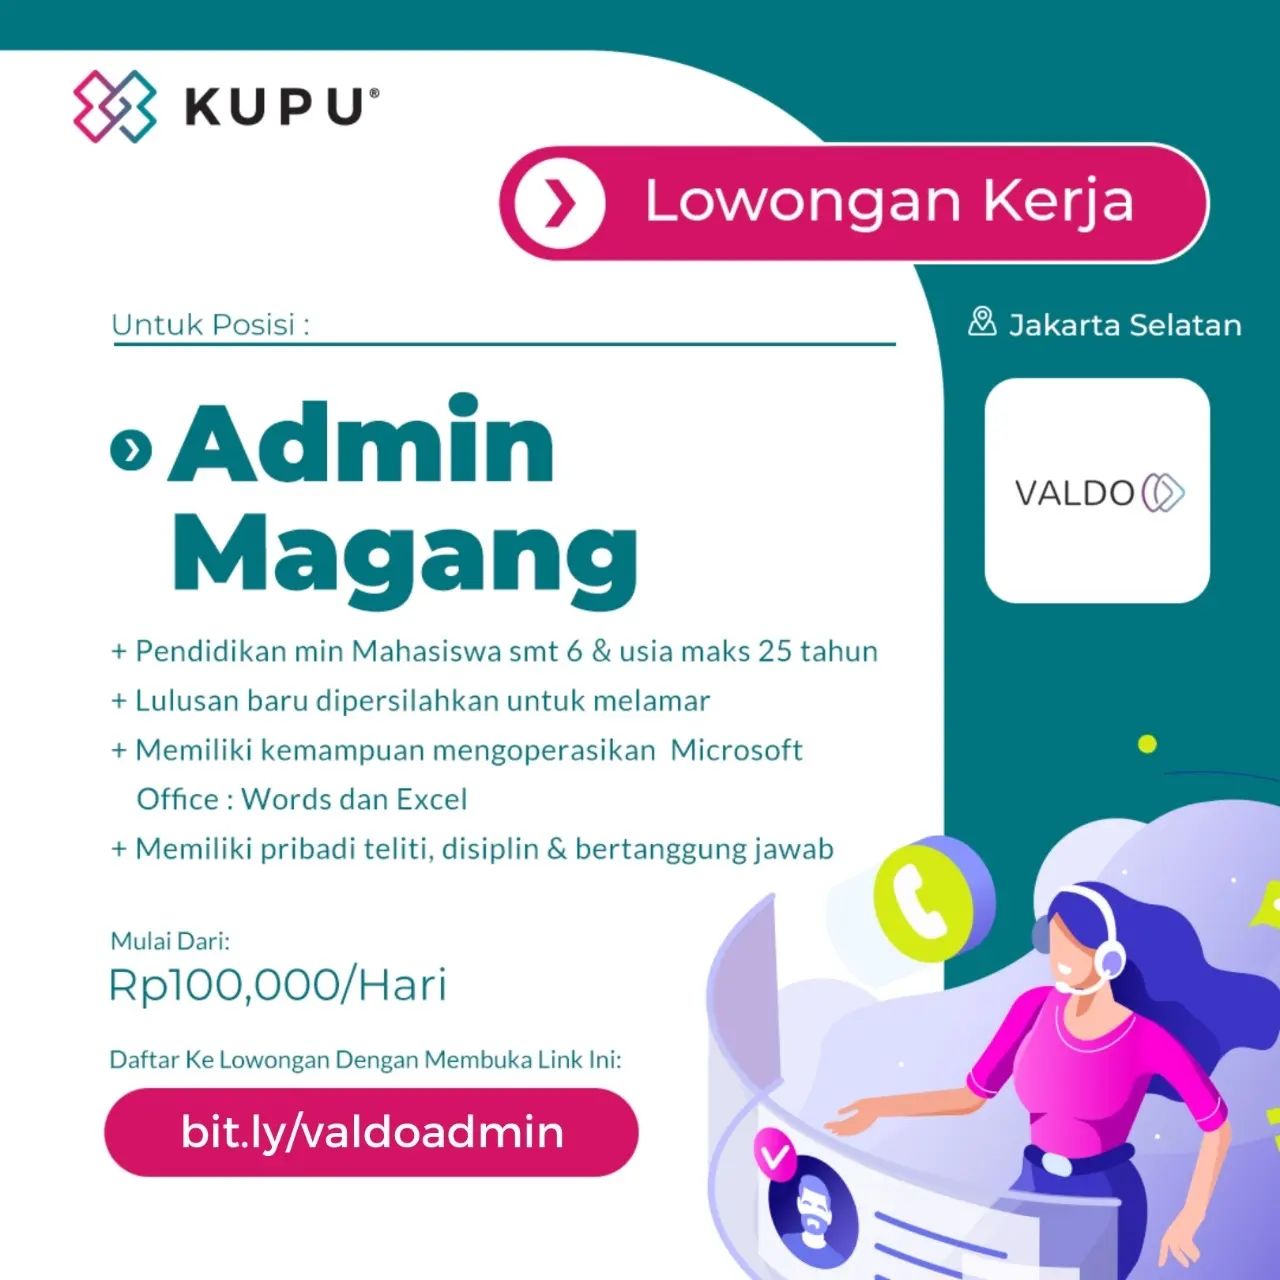 KUPU®
Lowongan Kerja
Untuk Posisi :
Jakarta Selatan
Admin
Magang
VALDO
+ Pendidikan min Mahasiswa smt 6 & usia maks 25 tahun
+ Lulusan baru dipersilahkan untuk melamar
+ Memiliki kemampuan mengoperasikan Microsoft
Office : Words dan Excel
+ Memiliki pribadi teliti, disiplin & bertanggung jawab
Mulai Dari:
Rp100,000/Hari
Daftar Ke Lowongan Dengan Membuka Link Ini:
bit.ly/valdoadmin